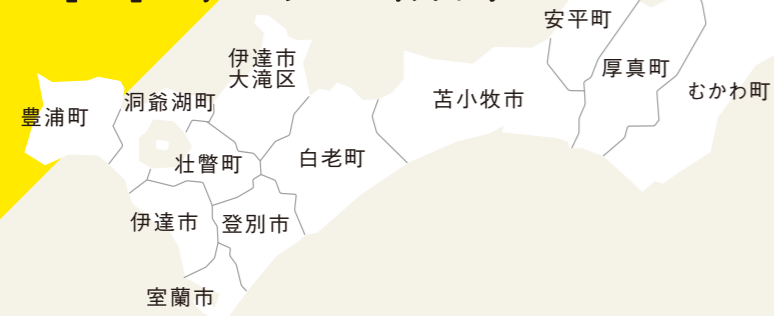 安平町
伊達市
大滝区
厚真町
むかわ町
洞爺湖町
苫小牧市
豊浦町
壮瞥町
白老町
伊達市
登別市
室蘭市